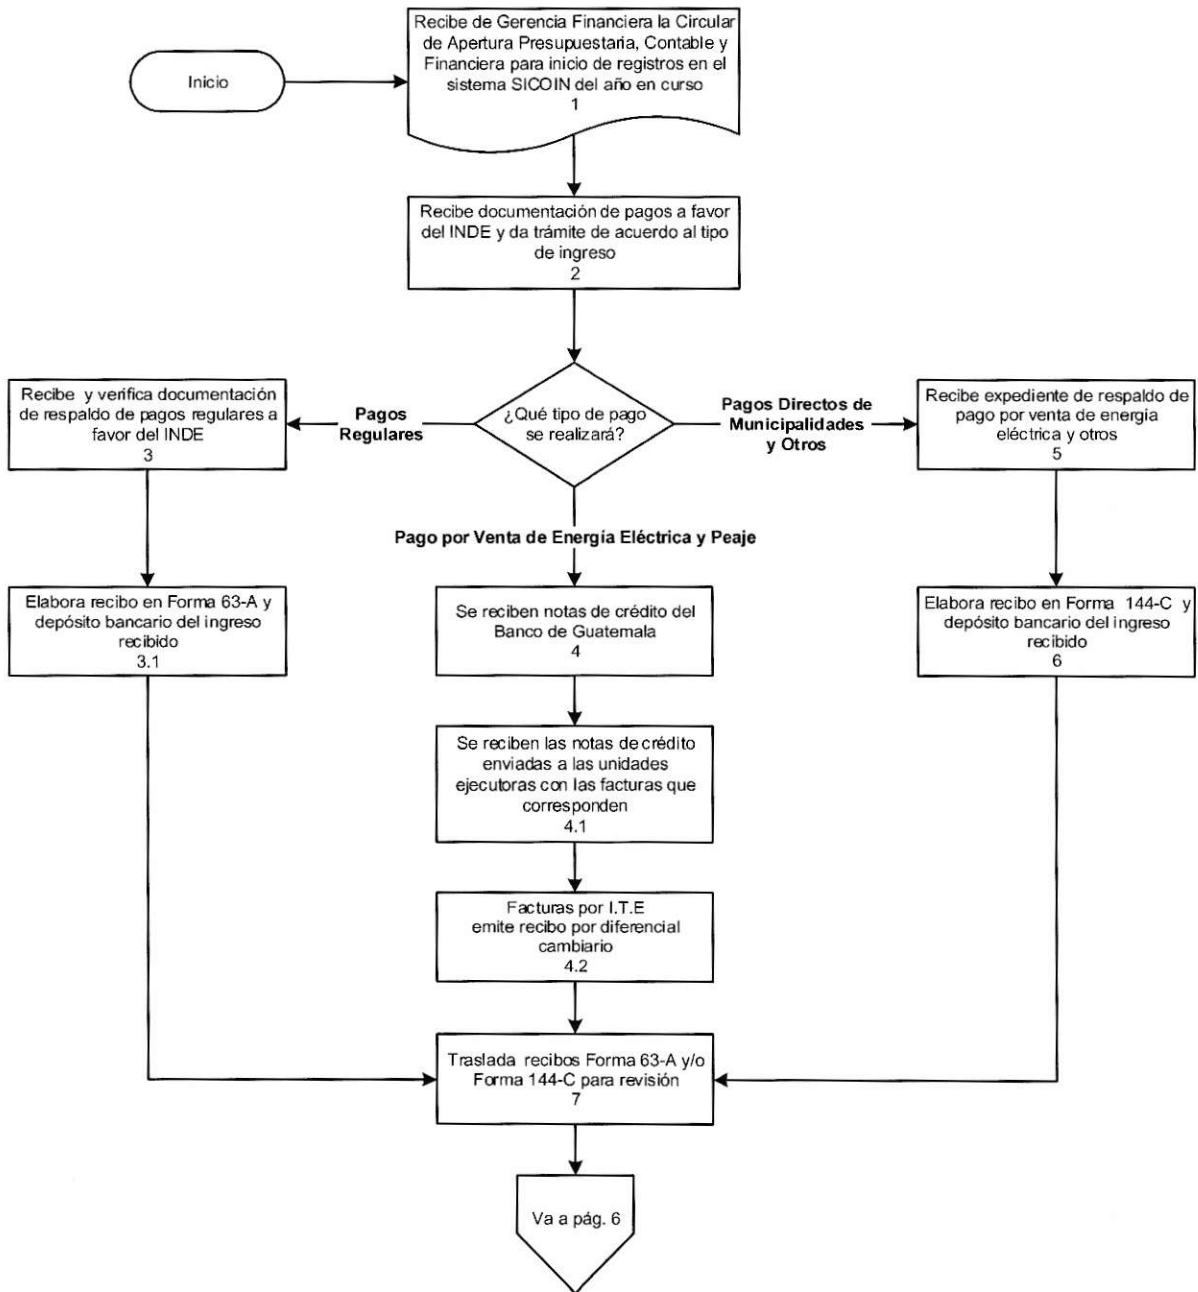 Recibe de Gerencia Financiera la Circular
de Apertura Presupuestaria, Contable y
Financiera para inicio de registros en el
sistema SICOIN del año en curso
1
Inicio
Recibe documentación de pagos a favor
del INDE y da trámite de acuerdo al tipo
de ingreso
2
¿Qué tipo de pago
se realizará?
Pagos
Regulares
Pagos Directos de
Municipalidades
y Otros
Pago por Venta de Energía Eléctrica y Peaje
Recibe y verifica documentación
de respaldo de pagos regulares a
favor del INDE
3
Elabora recibo en Forma 63-A y
depósito bancario del ingreso
recibido
3.1
Se reciben notas de crédito del
Banco de Guatemala
4
Se reciben las notas de crédito
enviadas a las unidades
ejecutoras con las facturas que
corresponden
4.1
Facturas por I.T.E
emite recibo por diferencial
cambiario
4.2
Recibe expediente de respaldo de
pago por venta de energía
eléctrica y otros
5
Elabora recibo en Forma 144-C y
depósito bancario del ingreso
recibido
6
Traslada recibos Forma 63-A y/o
Forma 144-C para revisión
7
Va a pág. 6